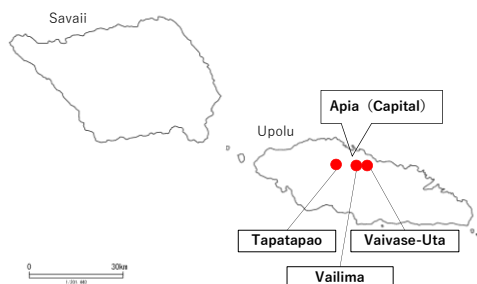 Savaii
Apia（Capital）
Upolu
Tapatapao
Vaivase-Uta
Vailima
0 30km